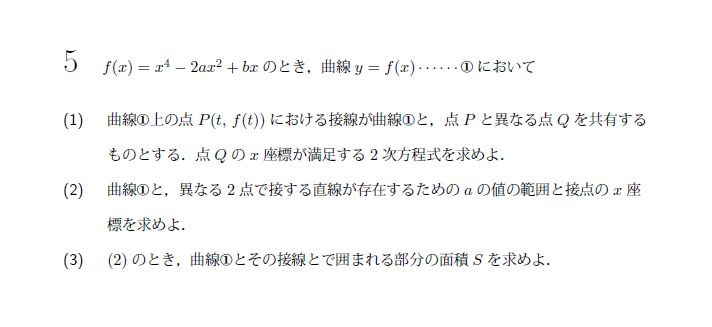 5 f(x) = x⁴ − 2ax² + bx のとき，曲線 y = f(x)⋯⋯① において
(1) 曲線①上の点 P(t, f(t)) における接線が曲線①と，点 P と異なる点 Q を共有する
ものとする．点 Q の x 座標が満足する 2 次方程式を求めよ．
(2) 曲線①と，異なる 2 点で接する直線が存在するための a の値の範囲と接点の x 座
標を求めよ．
(3) (2) のとき，曲線①とその接線とで囲まれる部分の面積 S を求めよ．